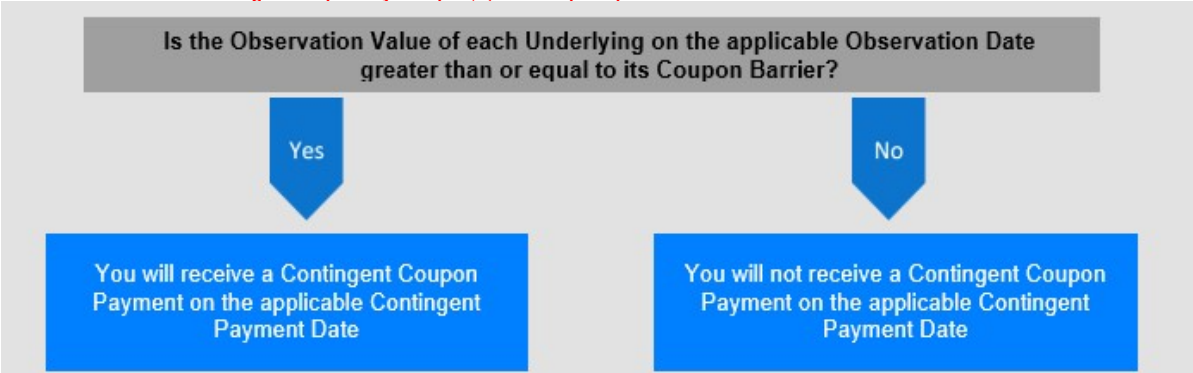 Is the Observation Value of each Underlying on the applicable Observation Date
greater than or equal to its Coupon Barrier?
Yes
No
You will receive a Contingent Coupon
Payment on the applicable Contingent
Payment Date
You will not receive a Contingent Coupon
Payment on the applicable Contingent
Payment Date